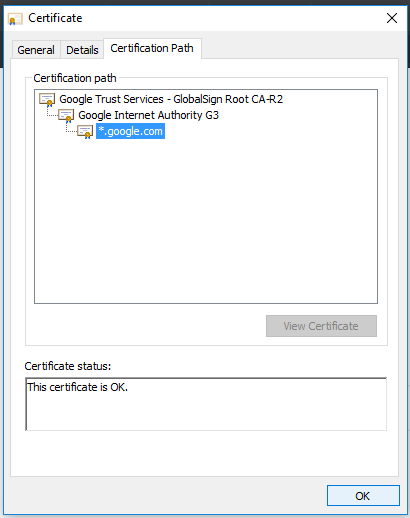 Certificate
General Details Certification Path
Certification path
Google Trust Services - GlobalSign Root CA-R2
Google Internet Authority G3
*.google.com
View Certificate
Certificate status:
This certificate is OK.
OK